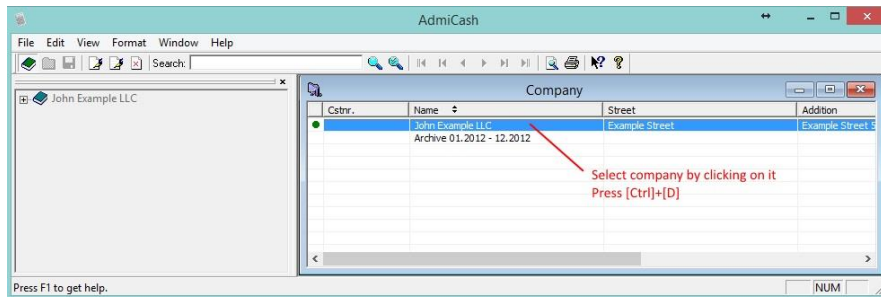 AdmiCash
File Edit View Format Window Help
Search:
John Example LLC
Company
Cstnr. Name Street Addition
John Example LLC Example Street Example Street 5
Archive 01.2012 - 12.2012
Select company by clicking on it
Press [Ctrl]+[D]
Press F1 to get help.
NUM